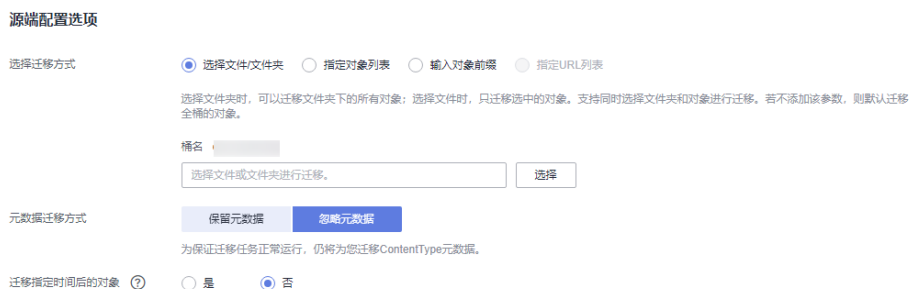 源端配置选项
选择迁移方式 选择文件/文件夹 指定对象列表 输入对象前缀 指定URL列表
选择文件夹时，可以迁移文件夹下的所有对象；选择文件时，只迁移选中的对象。支持同时选择文件夹和对象进行迁移。若不添加该参数，则默认迁移
全桶的对象。
桶名
选择文件或文件夹进行迁移。 选择
元数据迁移方式 保留元数据 忽略元数据
为保证迁移任务正常运行，仍将为您迁移ContentType元数据。
迁移指定时间后的对象 ? 是 否